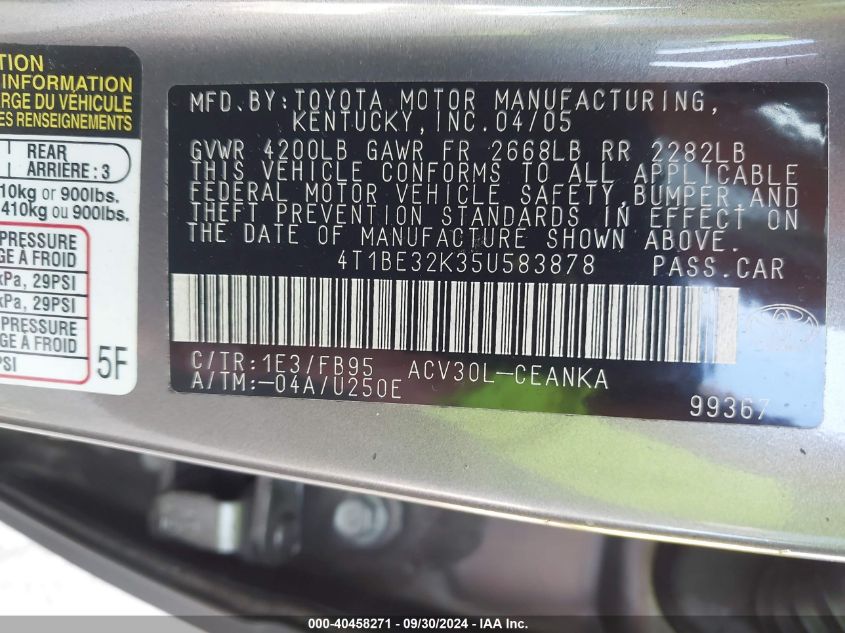 TION
INFORMATION
ARGE DU VÉHICULE
ES RENSEIGNEMENTS
REAR
ARRIÈRE : 3
10kg or 900lbs.
410kg ou 900lbs.
PRESSURE
GE À FROID
kPa, 29PSI
kPa, 29PSI
PRESSURE
GE À FROID
PSI
5F
MFD. BY: TOYOTA MOTOR MANUFACTURING,
KENTUCKY, INC. 04/05
GVWR 4200LB GAWR FR 2668LB RR 2282LB
THIS VEHICLE CONFORMS TO ALL APPLICABLE
FEDERAL MOTOR VEHICLE SAFETY, BUMPER, AND
THEFT PREVENTION STANDARDS IN EFFECT ON
THE DATE OF MANUFACTURE SHOWN ABOVE.
4T1BE32K35U583878 PASS. CAR
C/TR: 1E3/FB95 ACV30L-CEANKA
A/TM: -04A/U250E
99367
000-40458271 - 09/30/2024 - IAA Inc.